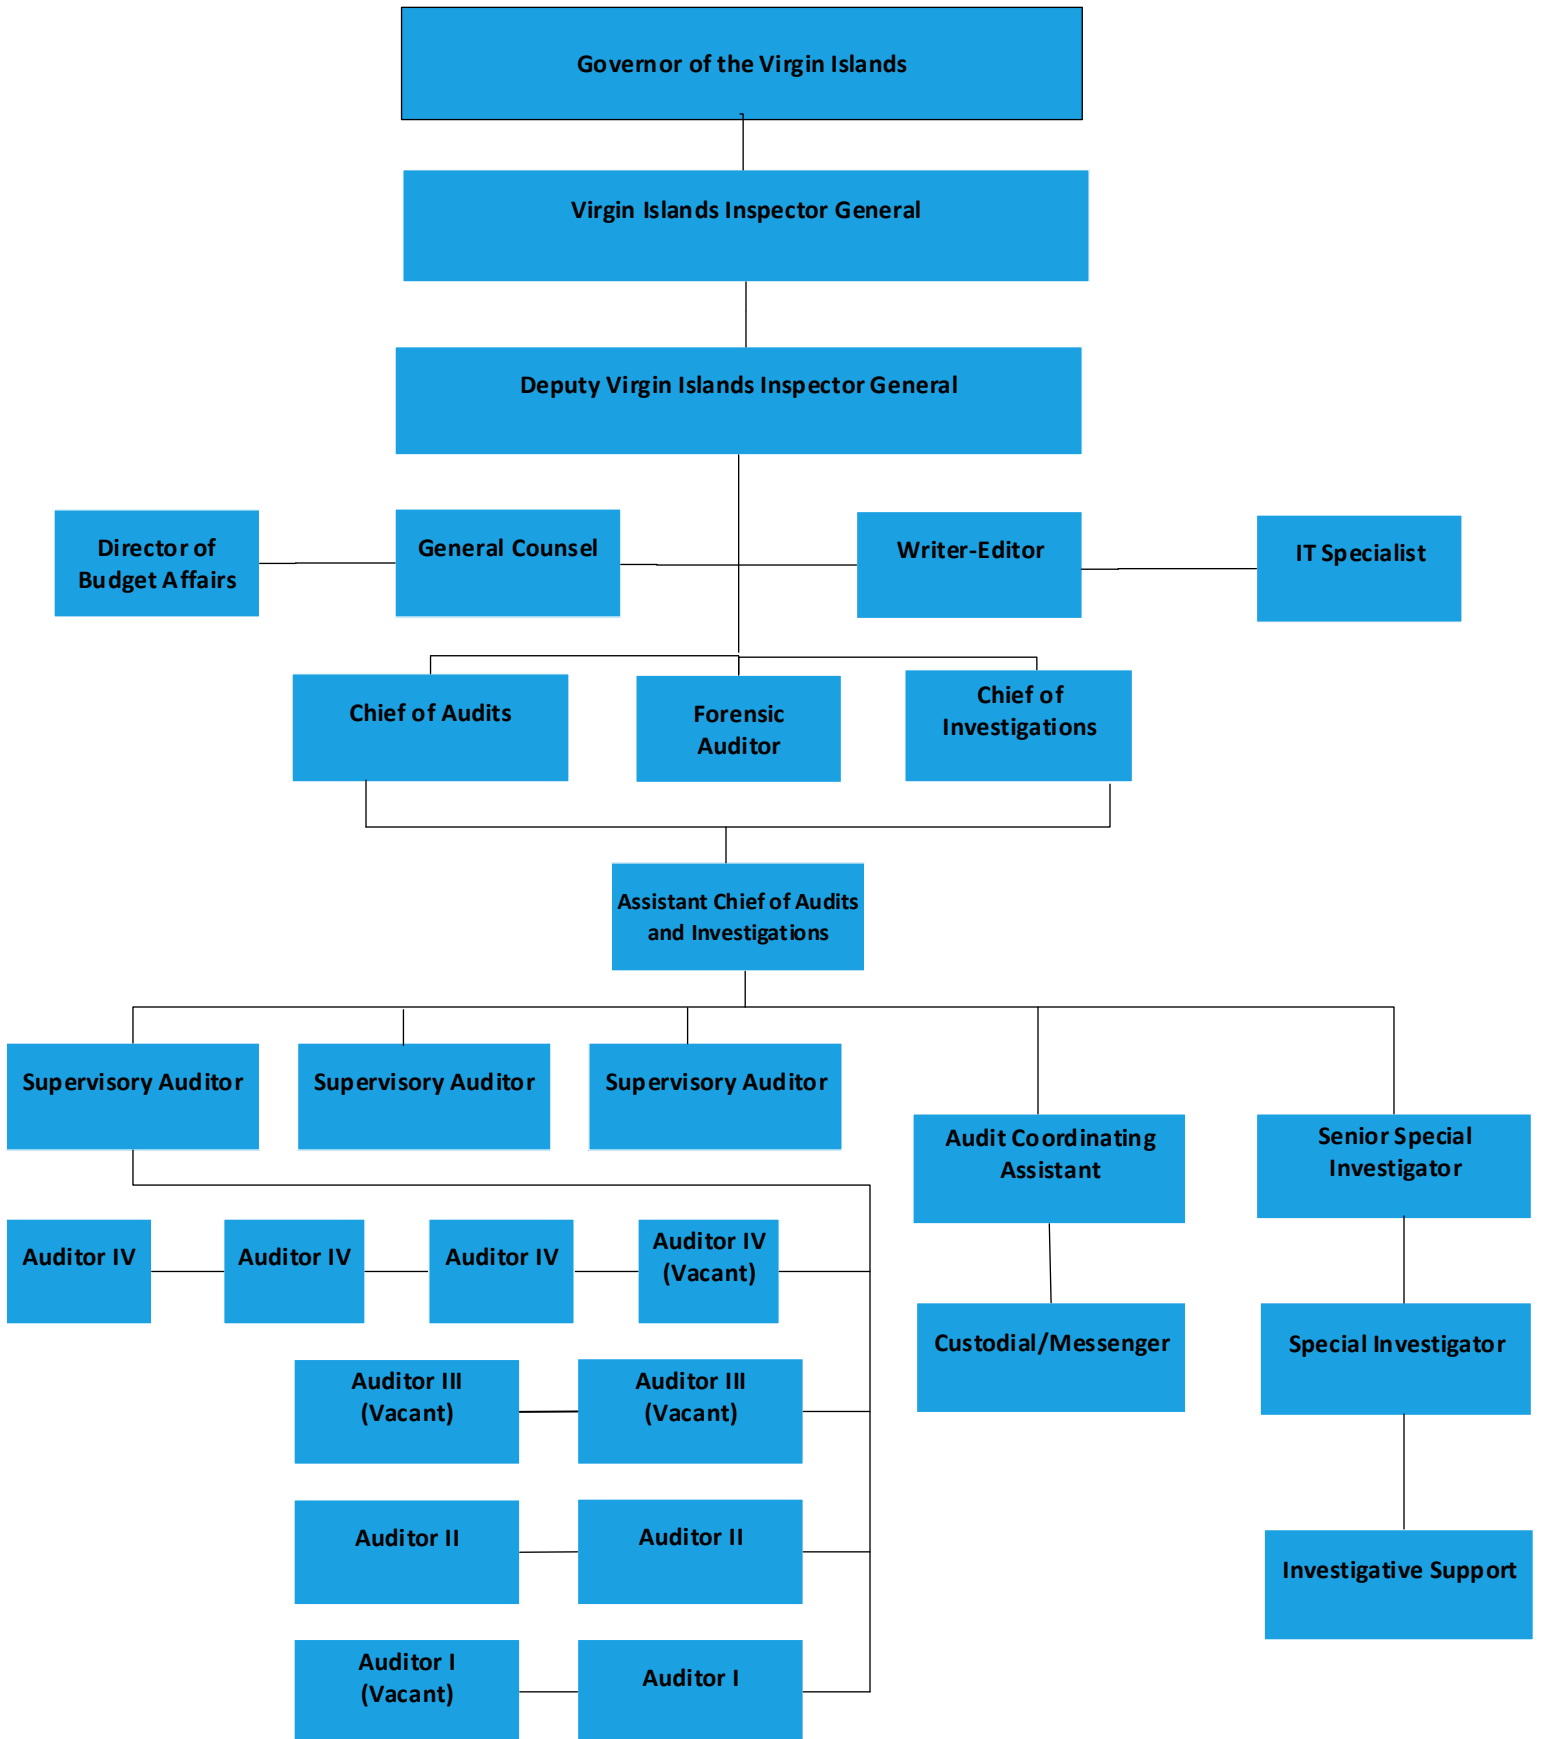 Governor of the Virgin Islands
Virgin Islands Inspector General
Deputy Virgin Islands Inspector General
Director of
Budget Affairs
General Counsel
Writer-Editor
IT Specialist
Chief of Audits
Forensic
Auditor
Chief of
Investigations
Assistant Chief of Audits
and Investigations
Supervisory Auditor
Supervisory Auditor
Supervisory Auditor
Audit Coordinating
Assistant
Senior Special
Investigator
Auditor IV
Auditor IV
Auditor IV
Auditor IV
(Vacant)
Custodial/Messenger
Special Investigator
Auditor III
(Vacant)
Auditor III
(Vacant)
Auditor II
Auditor II
Investigative Support
Auditor I
(Vacant)
Auditor I